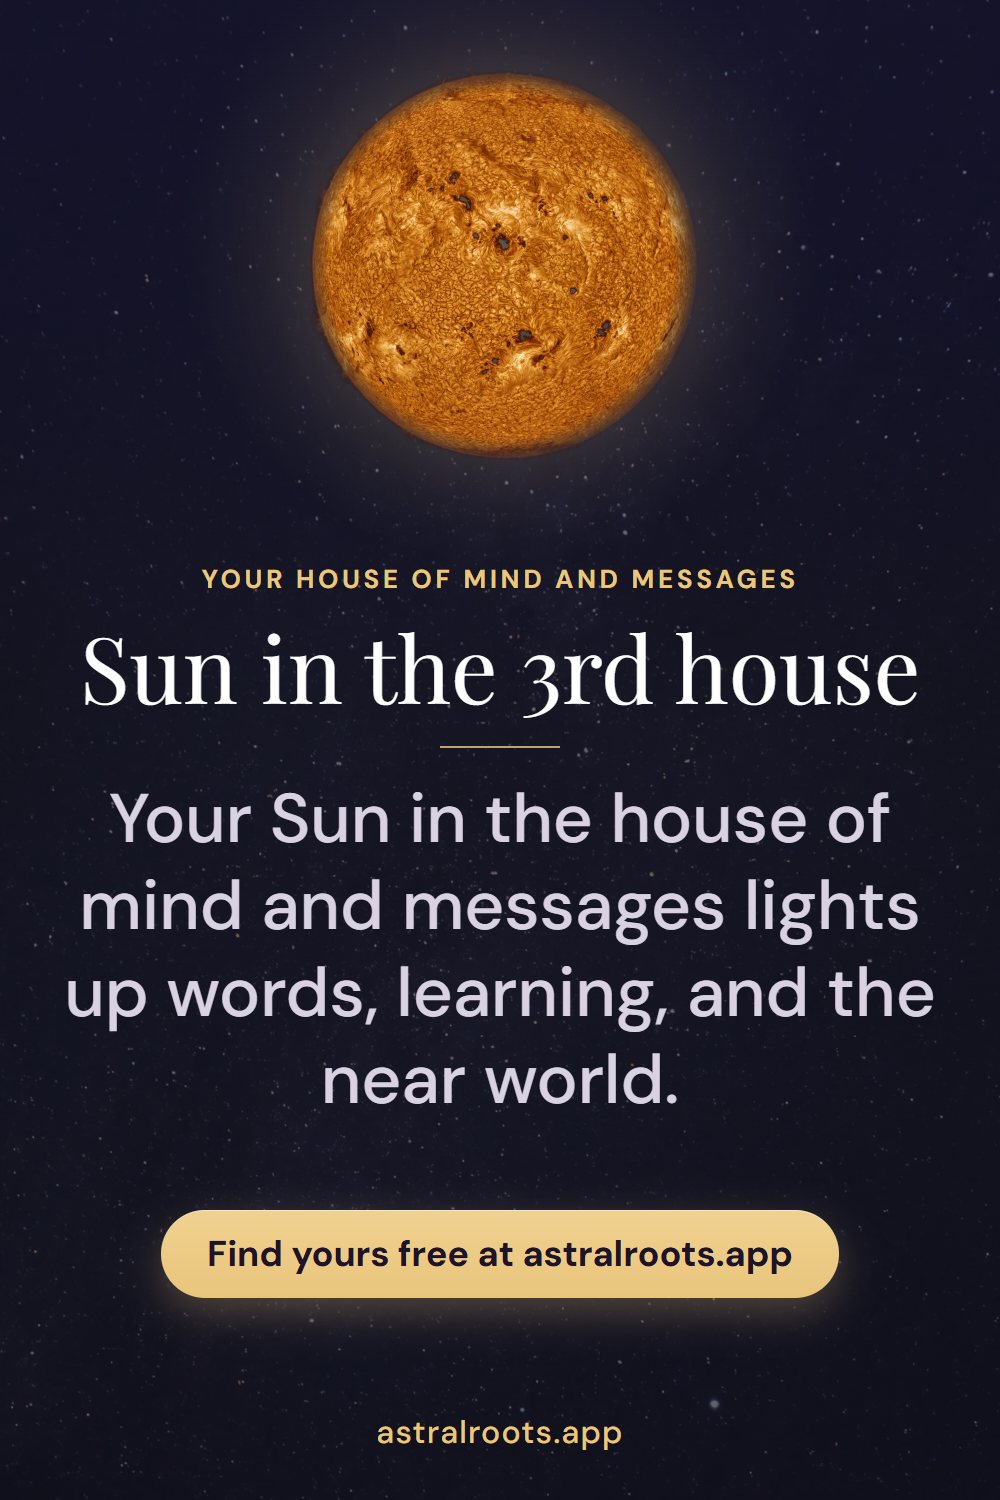 YOUR HOUSE OF MIND AND MESSAGES
Sun in the 3rd house
Your Sun in the house of
mind and messages lights
up words, learning, and the
near world.
Find yours free at astralroots.app
astralroots.app